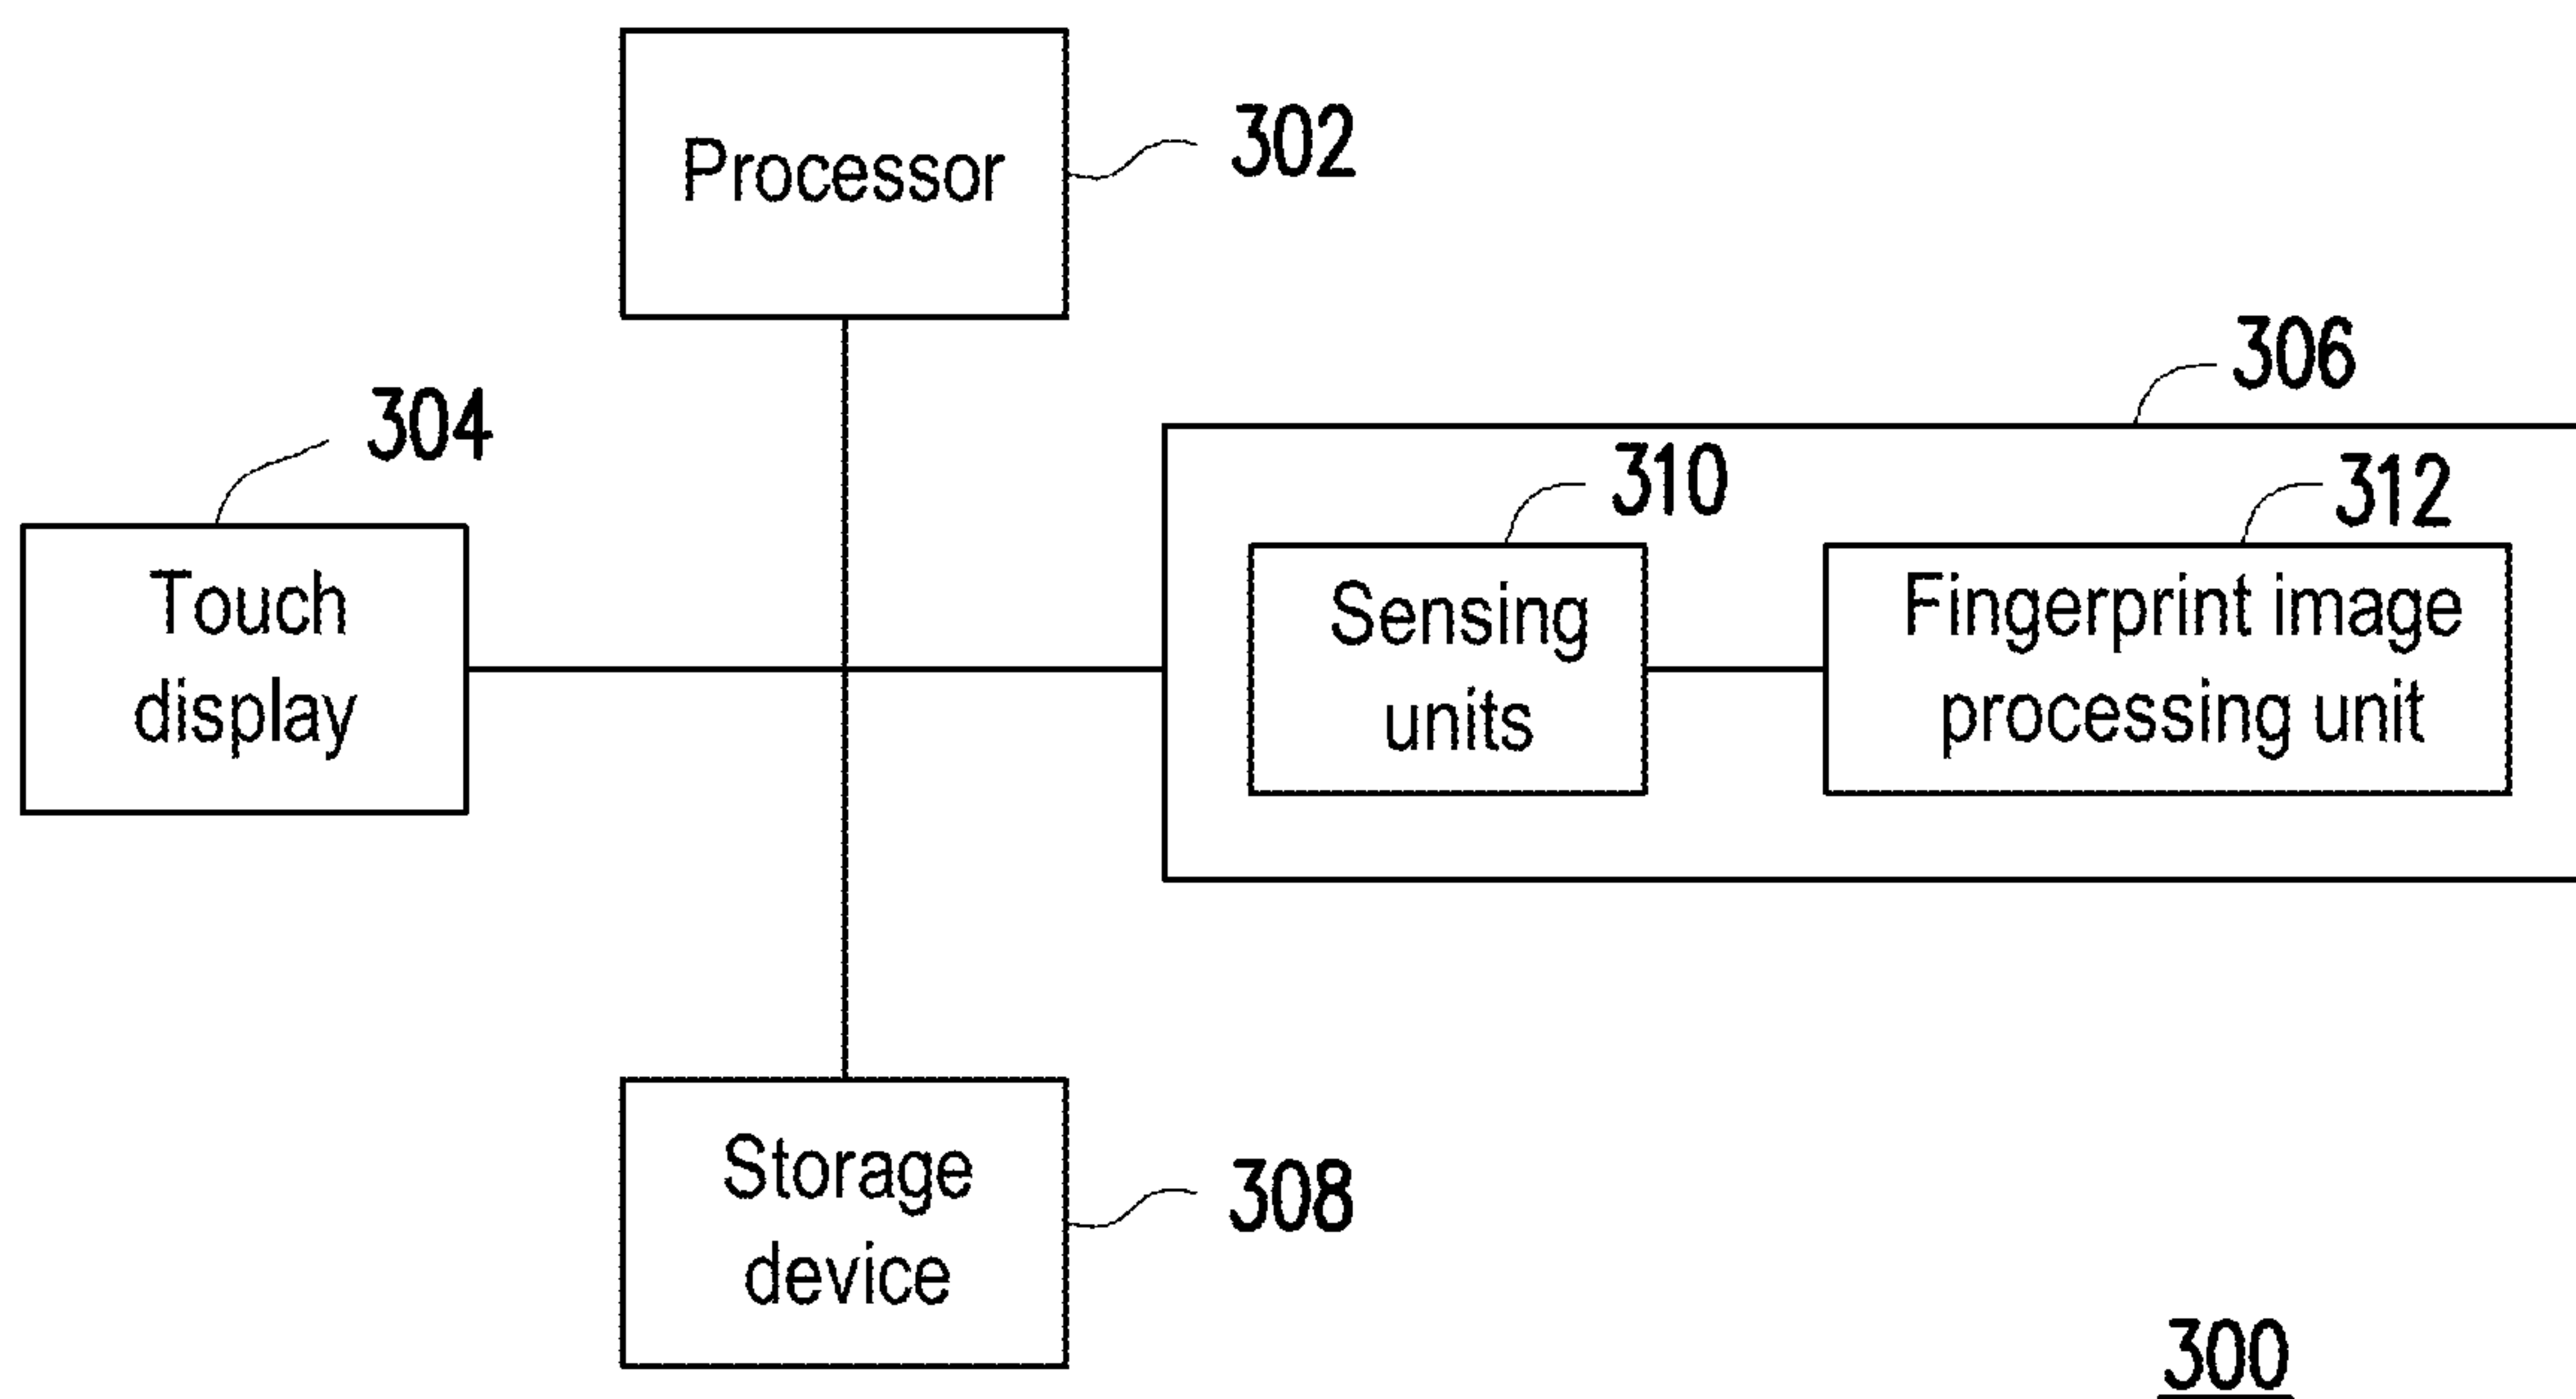 Processor
302
304
306
310
312
Touch
display
Sensing
units
Fingerprint image
processing unit
Storage
device
308
300